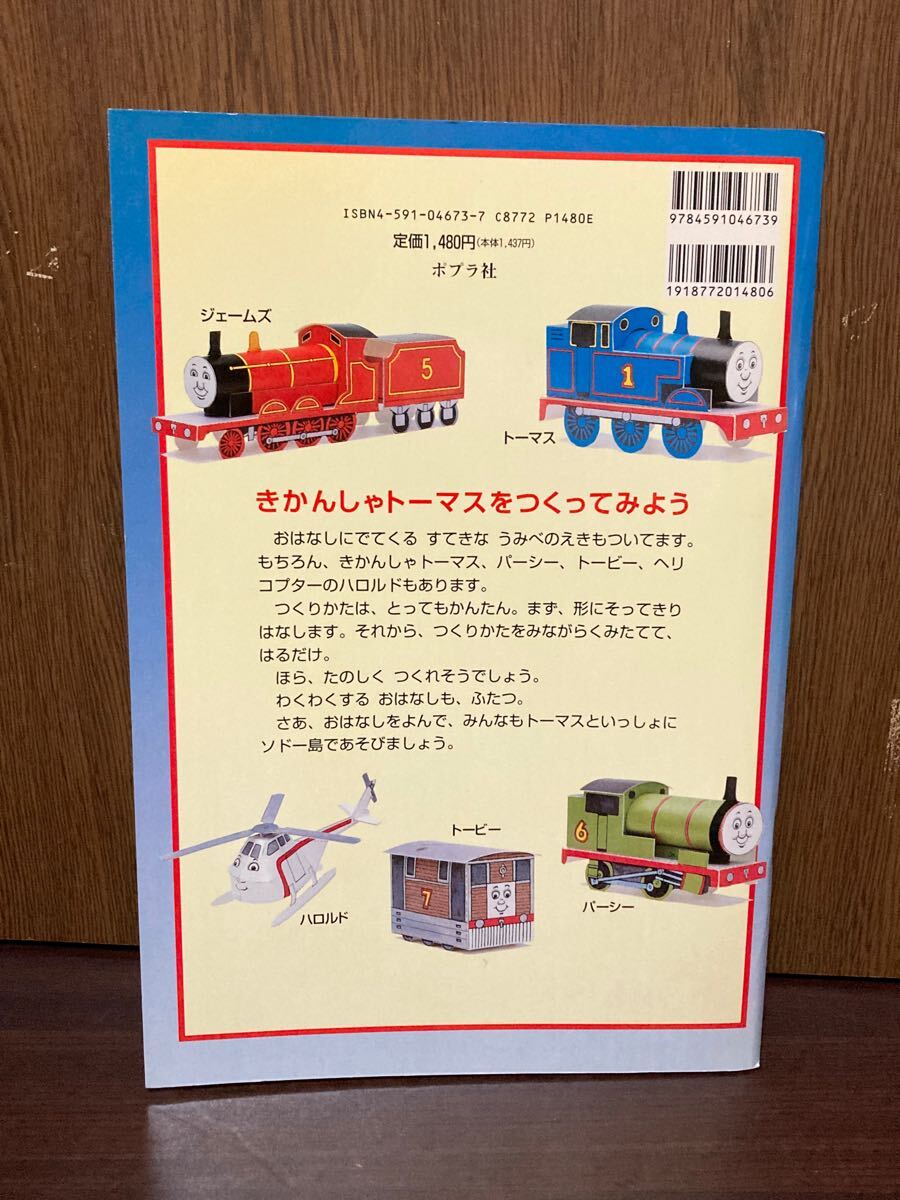 ISBN4-591-04673-7 C8772 P1480E
定価1,480円(本体1,437円)
ポプラ社
9784591046739
1918772014806
ジェームズ
5
1
トーマス
きかんしゃトーマスをつくってみよう
おはなしにでてくる すてきな うみべのえきもついてます。
もちろん、きかんしゃトーマス、パーシー、トービー、ヘリ
コプターのハロルドもあります。
つくりかたは、とってもかんたん。まず、形にそってきり
はなします。それから、つくりかたをみながらくみたてて、
はるだけ。
ほら、たのしく つくれそうでしょう。
わくわくする おはなしも、ふたつ。
さあ、おはなしをよんで、みんなもトーマスといっしょに
ソドー島であそびましょう。
トービー
6
7
ハロルド
パーシー